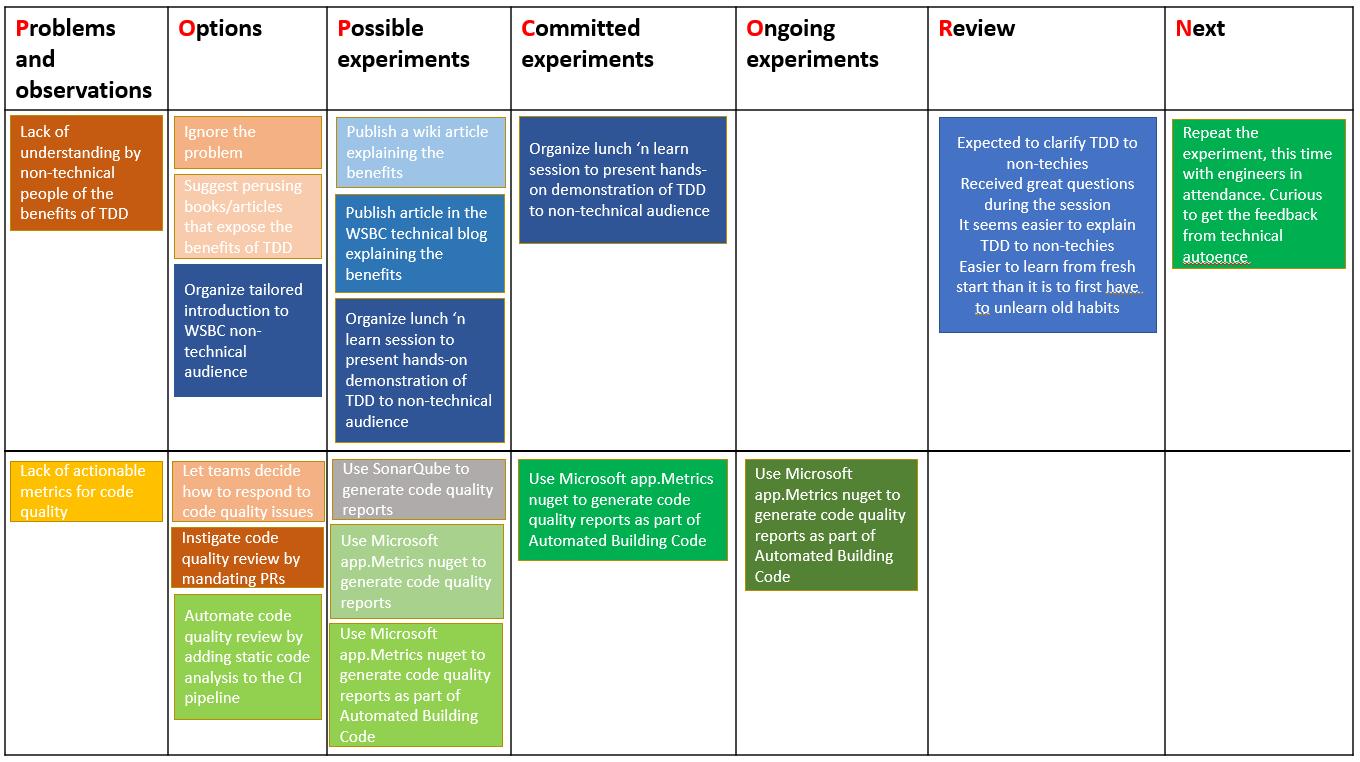 Problems
and
observations
Options
Possible
experiments
Committed
experiments
Ongoing
experiments
Review
Next
Lack of
understanding by
non-technical
people of the
benefits of TDD
Ignore the
problem
Suggest perusing
books/articles
that expose the
benefits of TDD
Organize tailored
introduction to
WSBC non-
technical
audience
Publish a wiki article
explaining the
benefits
Publish article in the
WSBC technical blog
explaining the
benefits
Organize lunch ‘n
learn session to
present hands-on
demonstration of
TDD to non-technical
audience
Organize lunch ‘n learn
session to present hands-
on demonstration of TDD
to non-technical audience
Expected to clarify TDD to
non-techies
Received great questions
during the session
It seems easier to explain
TDD to non-techies
Easier to learn from fresh
start than it is to first have
to unlearn old habits
Repeat the
experiment, this time
with engineers in
attendance. Curious
to get the feedback
from technical
autoence
Lack of actionable
metrics for code
quality
Let teams decide
how to respond to
code quality issues
Instigate code
quality review by
mandating PRs
Automate code
quality review by
adding static code
analysis to the CI
pipeline
Use SonarQube to
generate code quality
reports
Use Microsoft
app.Metrics nuget to
generate code quality
reports
Use Microsoft
app.Metrics nuget to
generate code quality
reports as part of
Automated Building
Code
Use Microsoft app.Metrics
nuget to generate code
quality reports as part of
Automated Building Code
Use Microsoft
app.Metrics nuget to
generate code quality
reports as part of
Automated Building
Code